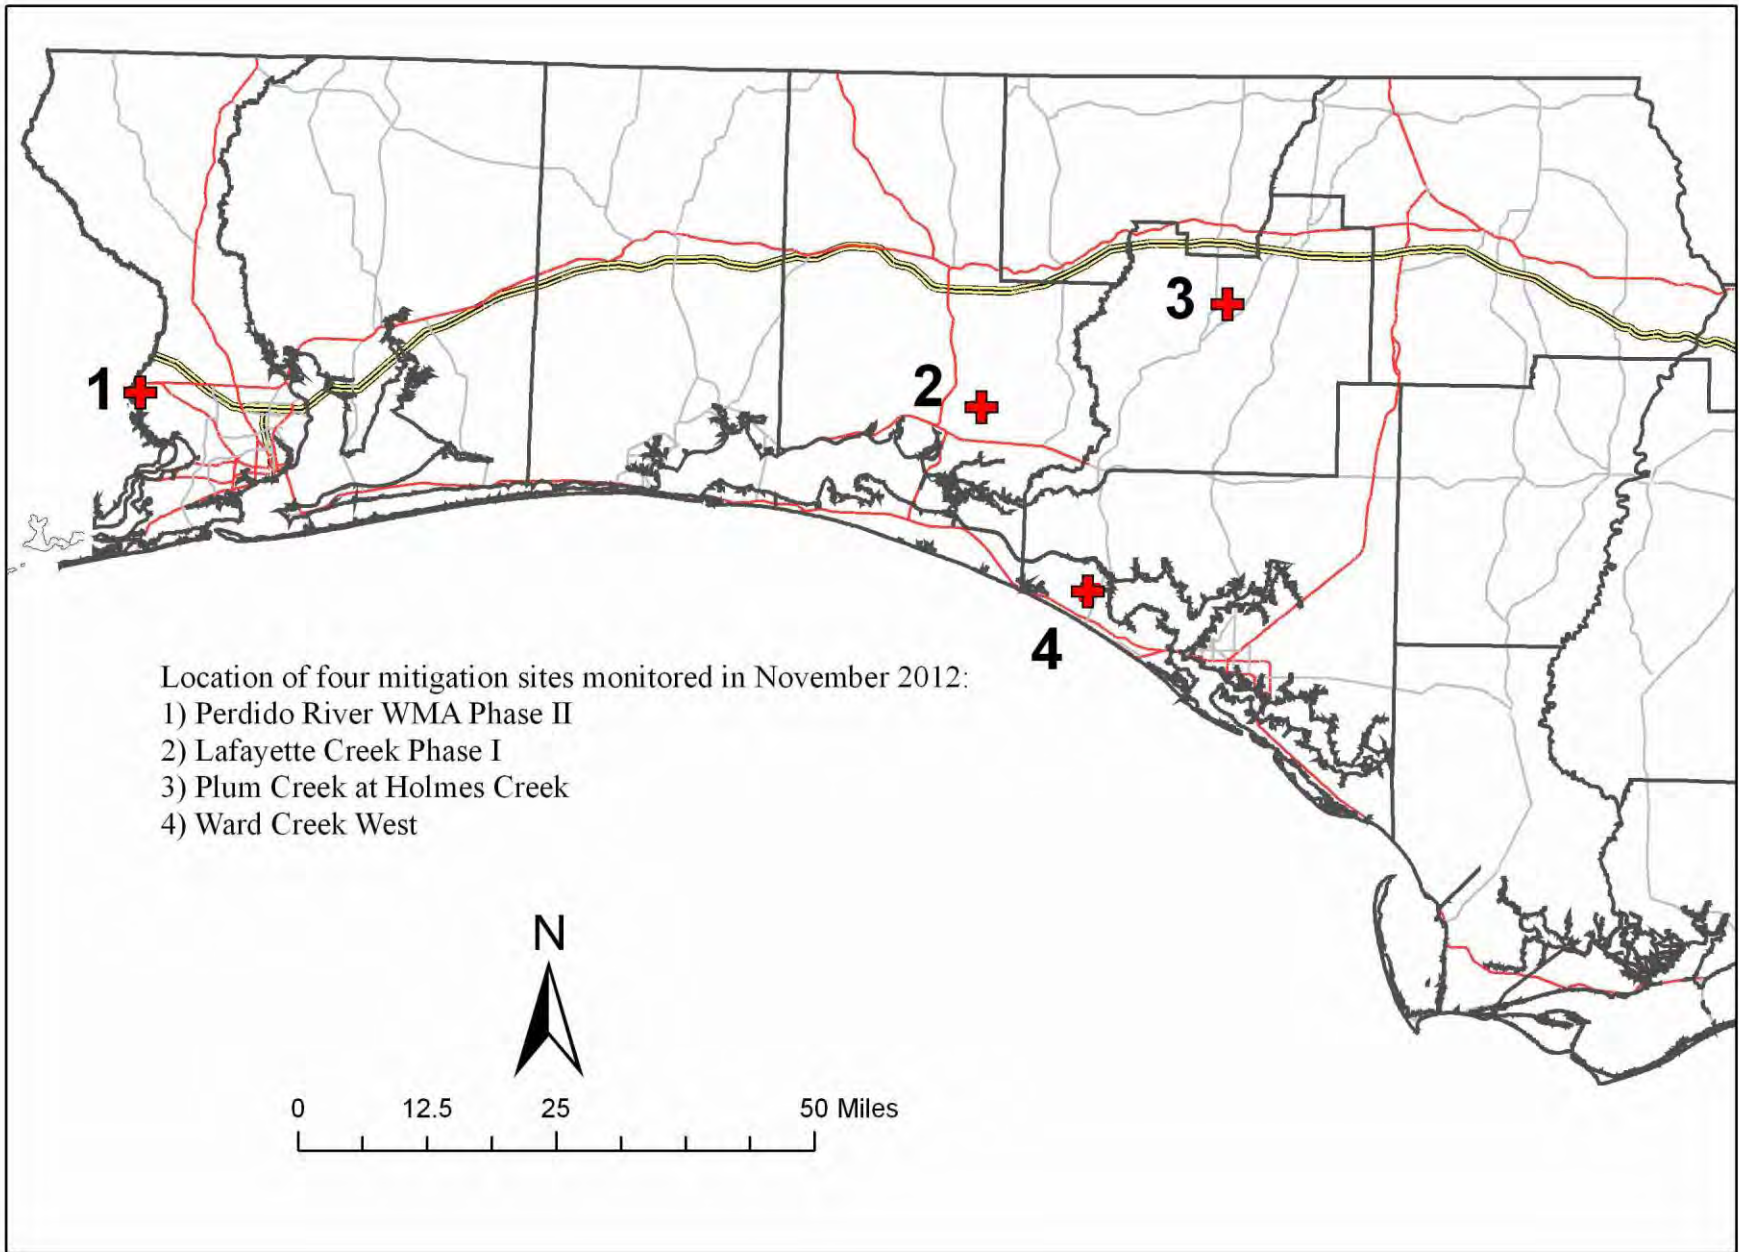 3
1
2
4
Location of four mitigation sites monitored in November 2012:
1) Perdido River WMA Phase II
2) Lafayette Creek Phase I
3) Plum Creek at Holmes Creek
4) Ward Creek West
N
0 12.5 25 50 Miles